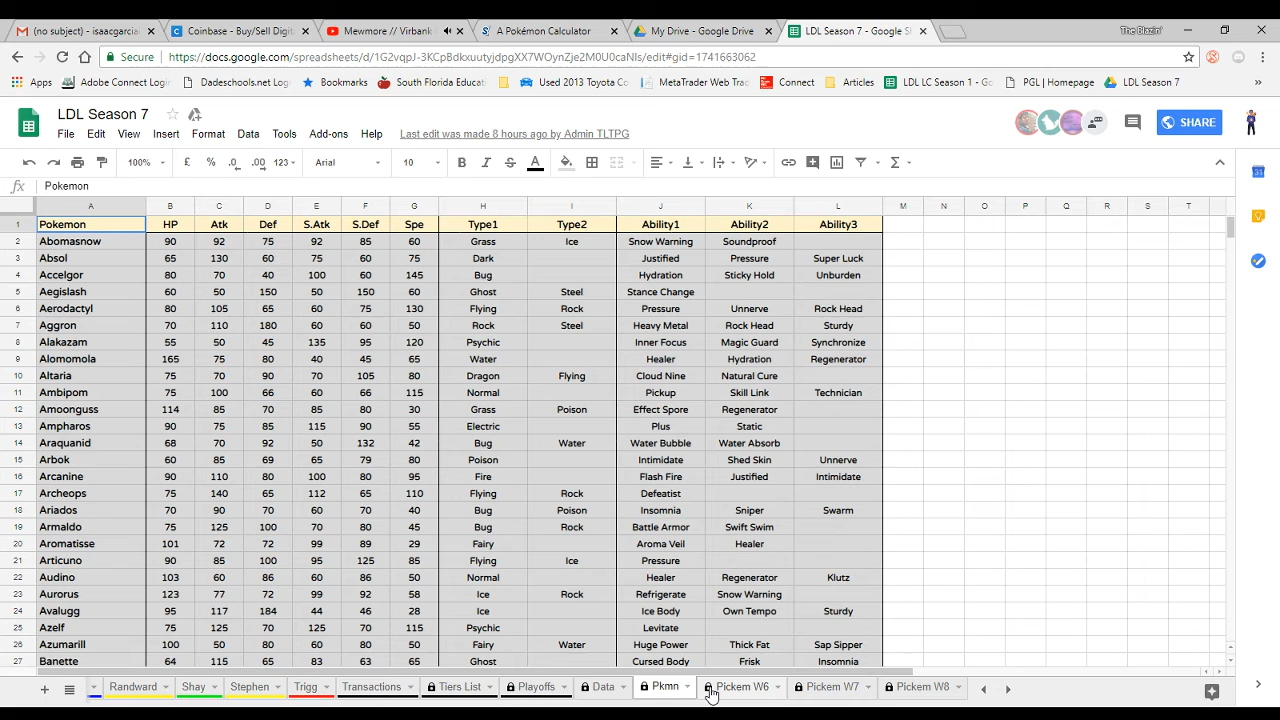 (no subject) - isaacgarcia
Coinbase - Buy/Sell Digi
Mewmore // Virbank
A Pokémon Calculator
My Drive - Google Drive
LDL Season 7 - Google S
The Blazin'
Secure https://docs.google.com/spreadsheets/d/
Apps Adobe Connect Login Dadeschools.net logi Bookmarks South Florida Educati Used 2013 Toyota Co MetaTrader Web Trad Connect Articles LDL LC Season 1 - G PGL | Homepage LDL Season 7
LDL Season 7
File Edit View Insert Format Data Tools Add-ons Help Last edit was made 8 hours ago by Admin TLTPG
SHARE
100% £ % .0 .00 123 Arial 10 B I S A Σ
fx Pokemon
A B C D E F G H I J K L M N O P Q R S T
1 Pokemon HP Atk Def S.Atk S.Def Spe Type1 Type2 Ability1 Ability2 Ability3
2 Abomasnow 90 92 75 92 85 60 Grass Ice Snow Warning Soundproof
3 Absol 65 130 60 75 60 75 Dark Justified Pressure Super Luck
4 Accelgor 80 70 40 100 60 145 Bug Hydration Sticky Hold Unburden
5 Aegislash 60 50 150 50 150 60 Ghost Steel Stance Change
6 Aerodactyl 80 105 65 60 75 130 Flying Rock Pressure Unnerve Rock Head
7 Aggron 70 110 180 60 60 50 Rock Steel Heavy Metal Rock Head Sturdy
8 Alakazam 55 50 45 135 95 120 Psychic Inner Focus Magic Guard Synchronize
9 Alomomola 165 75 80 40 45 65 Water Healer Hydration Regenerator
10 Altaria 75 70 90 70 105 80 Dragon Flying Cloud Nine Natural Cure
11 Ambipom 75 100 66 60 66 115 Normal Pickup Skill Link Technician
12 Amoonguss 114 85 70 85 80 30 Grass Poison Effect Spore Regenerator
13 Ampharos 90 75 85 115 90 55 Electric Plus Static
14 Araquanid 68 70 92 50 132 42 Bug Water Water Bubble Water Absorb
15 Arbok 60 85 69 65 79 80 Poison Intimidate Shed Skin Unnerve
16 Arcanine 90 110 80 100 80 95 Fire Flash Fire Justified Intimidate
17 Archeops 75 140 65 112 65 110 Flying Rock Defeatist
18 Ariados 70 90 70 60 70 40 Bug Poison Insomnia Sniper Swarm
19 Armaldo 75 125 100 70 80 45 Bug Rock Battle Armor Swift Swim
20 Aromatisse 101 72 72 99 89 29 Fairy Aroma Veil Healer
21 Articuno 90 85 100 95 125 85 Flying Ice Pressure
22 Audino 103 60 86 60 86 50 Normal Healer Regenerator Klutz
23 Aurorus 123 77 72 99 92 58 Ice Rock Refrigerate Snow Warning
24 Avalugg 95 117 184 44 46 28 Ice Ice Body Own Tempo Sturdy
25 Azelf 75 125 70 125 70 115 Psychic Levitate
26 Azumarill 100 50 80 60 80 50 Fairy Water Huge Power Thick Fat Sap Sipper
27 Banette 64 115 65 83 63 65 Ghost Cursed Body Frisk Insomnia
Randward Shay Stephen Trigg Transactions Tiers List Playoffs Data Pkmn Pickem W6 Pickem W7 Pickem W8